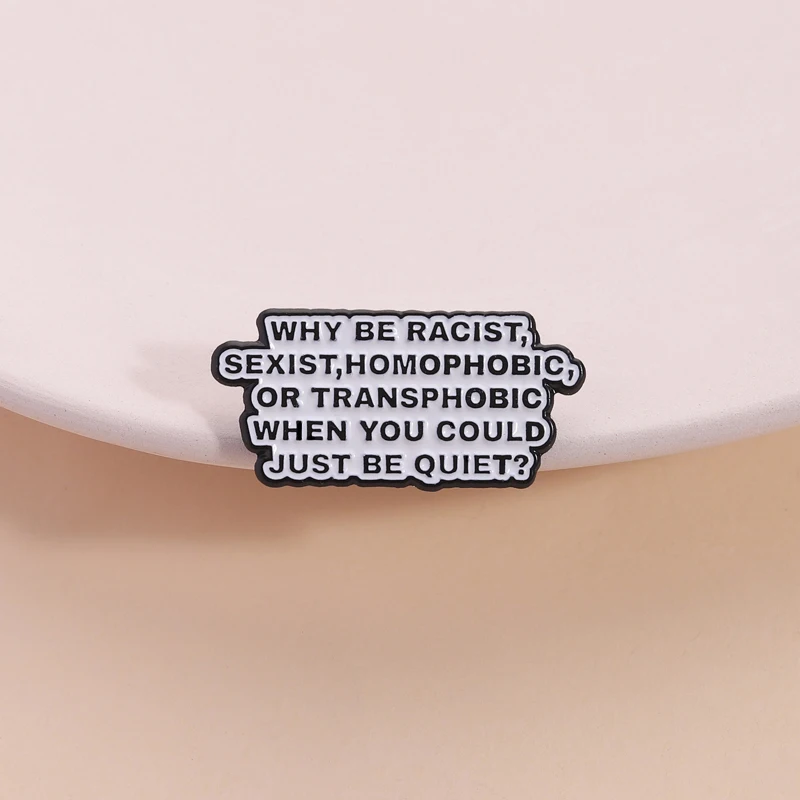 WHY BE RACIST,
SEXIST,HOMOPHOBIC,
OR TRANSPHOBIC
WHEN YOU COULD
JUST BE QUIET?